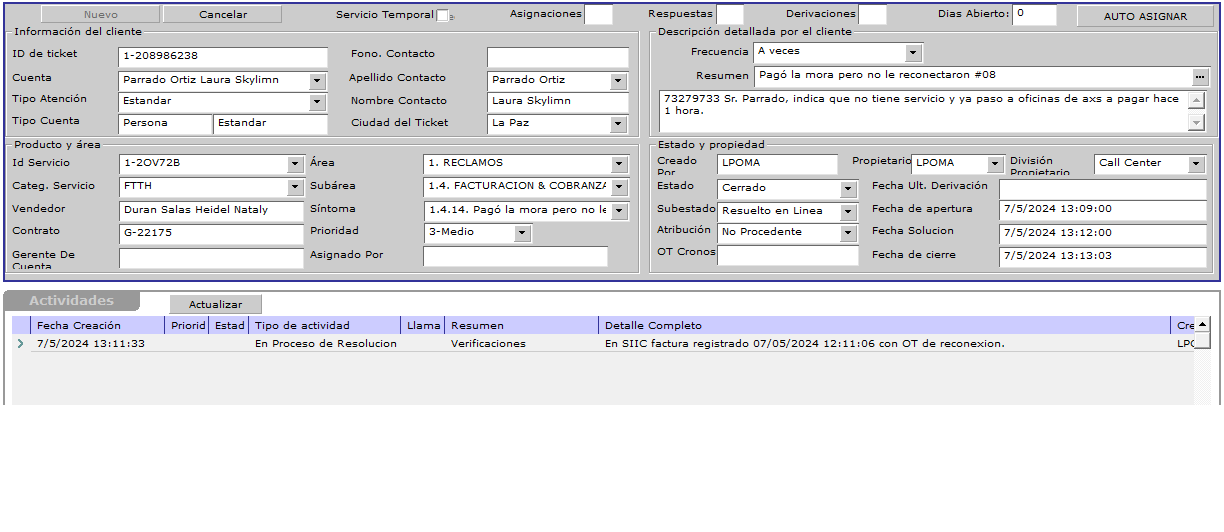 Nuevo Cancelar Servicio Temporal Asignaciones Respuestas Derivaciones Dias Abierto: 0 AUTO ASIGNAR
Información del cliente
ID de ticket 1-208986238 Fono. Contacto
Cuenta Parrado Ortiz Laura Skylimn Apellido Contacto Parrado Ortiz
Tipo Atención Estandar Nombre Contacto Laura Skylimn
Tipo Cuenta Persona Estandar Ciudad del Ticket La Paz
Descripción detallada por el cliente
Frecuencia A veces
Resumen Pagó la mora pero no le reconectaron #08 ...
73279733 Sr. Parrado, indica que no tiene servicio y ya paso a oficinas de axs a pagar hace
1 hora.
Producto y área
Id Servicio 1-2OV72B Área 1. RECLAMOS
Categ. Servicio FTTH Subárea 1.4. FACTURACION & COBRANZA
Vendedor Duran Salas Heidel Nataly Síntoma 1.4.14. Pagó la mora pero no le
Contrato G-22175 Prioridad 3-Medio
Gerente De
Cuenta
Asignado Por
Estado y propiedad
Creado
Por
LPOMA Propietario LPOMA División
Propietario
Call Center
Estado Cerrado Fecha Ult. Derivación
Subestado Resuelto en Linea Fecha de apertura 7/5/2024 13:09:00
Atribución No Procedente Fecha Solucion 7/5/2024 13:12:00
OT Cronos Fecha de cierre 7/5/2024 13:13:03
Actividades Actualizar
Fecha Creación Priorid Estad Tipo de actividad Llama Resumen Detalle Completo Cre
7/5/2024 13:11:33 En Proceso de Resolucion Verificaciones En SIIC factura registrado 07/05/2024 12:11:06 con OT de reconexion. LPO